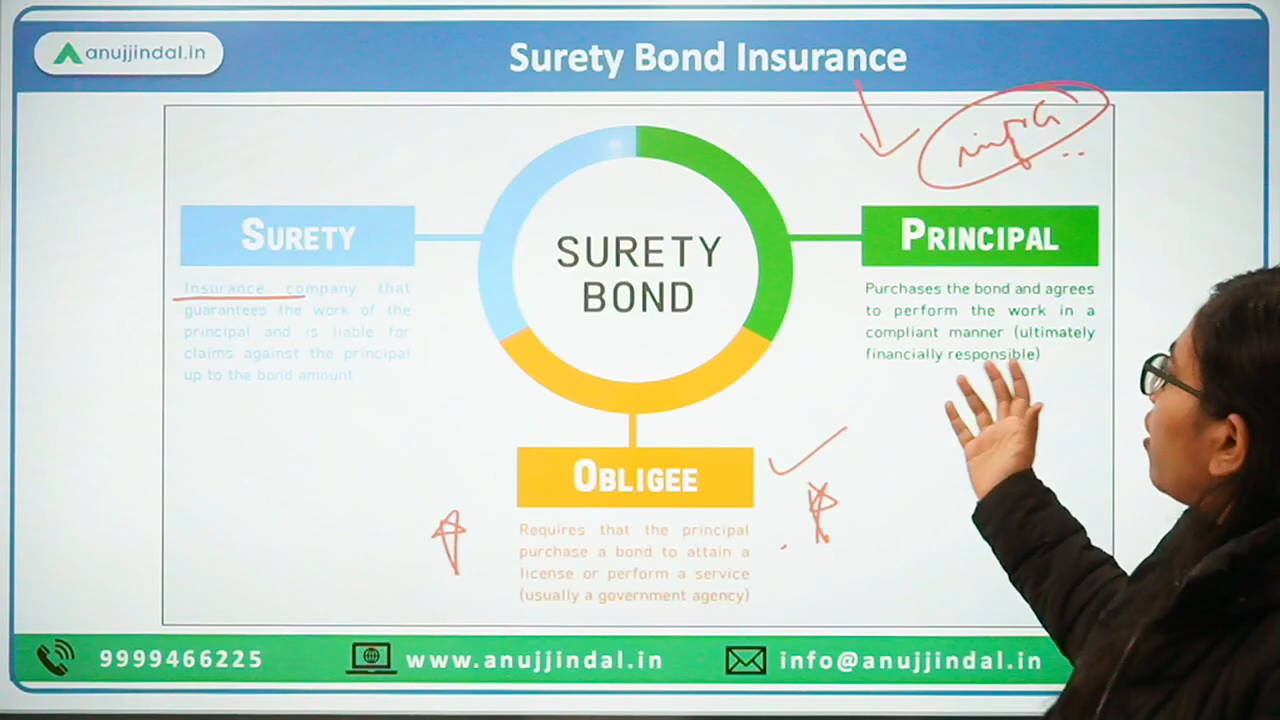 anujjindal.in
Surety Bond Insurance
infra
SURETY
Insurance company that
guarantees the work of the
principal and is liable for
claims against the principal
up to the bond amount
SURETY
BOND
PRINCIPAL
Purchases the bond and agrees
to perform the work in a
compliant manner (ultimately
financially responsible)
OBLIGEE
Requires that the principal
purchase a bond to attain a
license or perform a service
(usually a government agency)
9999466225
www.anujjindal.in
info@anujjindal.in